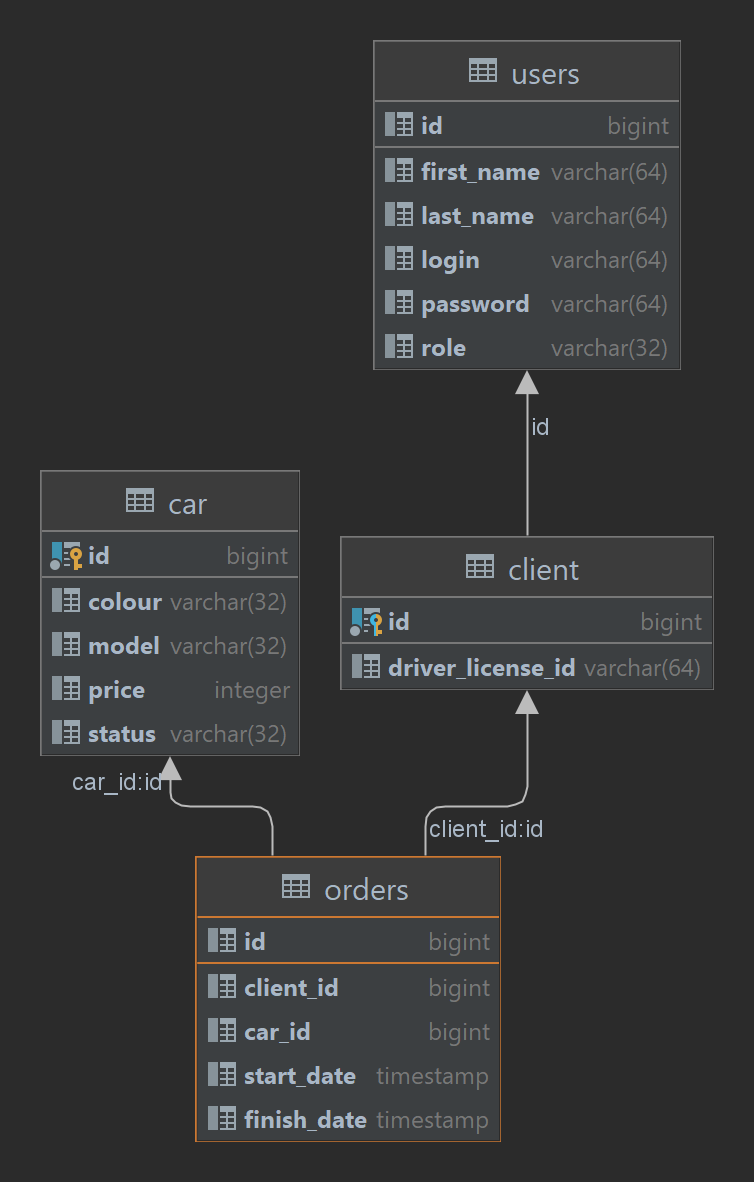 users
id bigint
first_name varchar(64)
last_name varchar(64)
login varchar(64)
password varchar(64)
role varchar(32)
id
car
id bigint
colour varchar(32)
model varchar(32)
price integer
status varchar(32)
client
id bigint
driver_license_id varchar(64)
car_id:id
client_id:id
orders
id bigint
client_id bigint
car_id bigint
start_date timestamp
finish_date timestamp